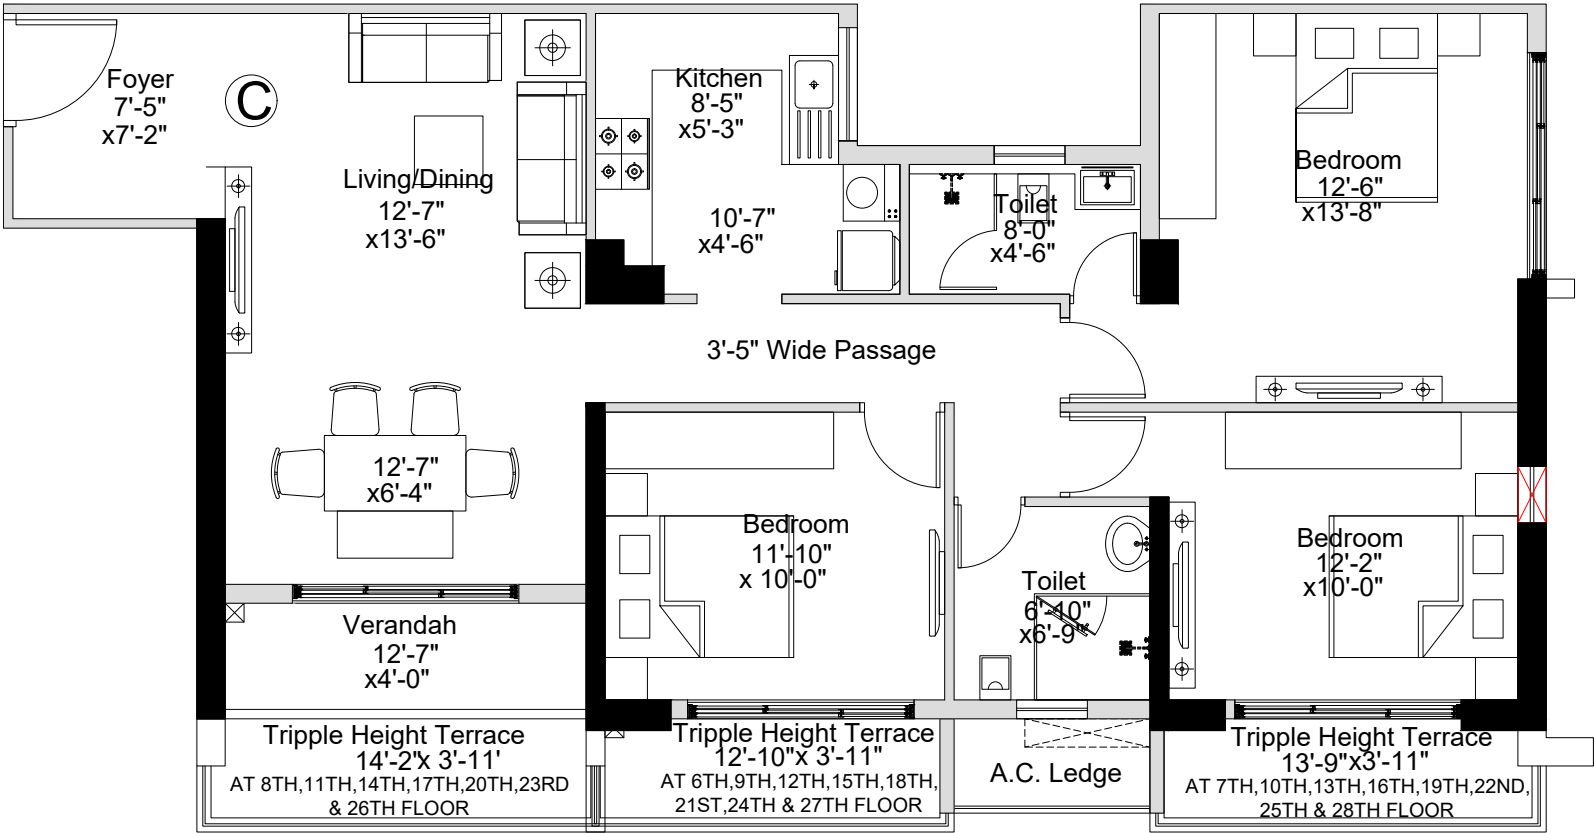 Foyer
7'-5"
x7'-2"
C
Living/Dining
12'-7"
x13'-6"
Kitchen
8'-5"
x5'-3"
10'-7"
x4'-6"
Toilet
8'-0"
x4'-6"
Bedroom
12'-6"
x13'-8"
3'-5" Wide Passage
12'-7"
x6'-4"
Bedroom
11'-10"
x 10'-0"
Toilet
6'-10"
x6'-9"
Bedroom
12'-2"
x10'-0"
Verandah
12'-7"
x4'-0"
Tripple Height Terrace
14'-2"x 3'-11'
AT 8TH,11TH,14TH,17TH,20TH,23RD
& 26TH FLOOR
Tripple Height Terrace
12'-10"x 3'-11"
AT 6TH,9TH,12TH,15TH,18TH,
21ST,24TH & 27TH FLOOR
A.C. Ledge
Tripple Height Terrace
13'-9"x3'-11"
AT 7TH,10TH,13TH,16TH,19TH,22ND,
25TH & 28TH FLOOR